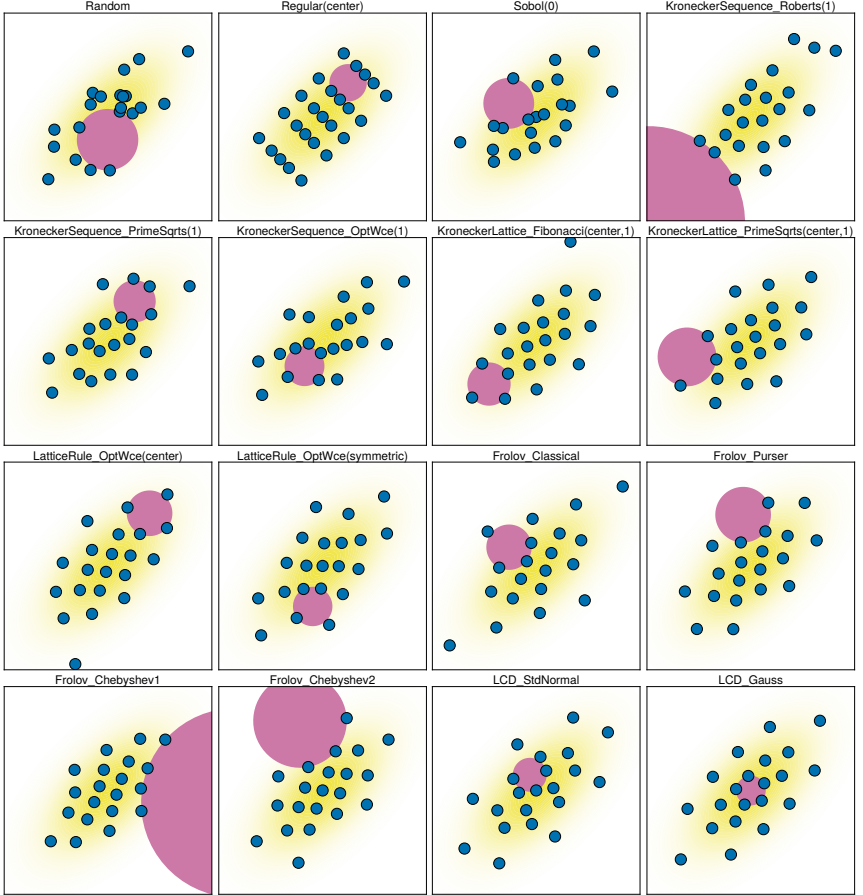 Random
Regular(center)
Sobol(0)
KroneckerSequence_Roberts(1)
KroneckerSequence_PrimeSqrts(1)
KroneckerSequence_OptWce(1)
KroneckerLattice_Fibonacci(center,1)
KroneckerLattice_PrimeSqrts(center,1)
LatticeRule_OptWce(center)
LatticeRule_OptWce(symmetric)
Frolov_Classical
Frolov_Purser
Frolov_Chebyshev1
Frolov_Chebyshev2
LCD_StdNormal
LCD_Gauss